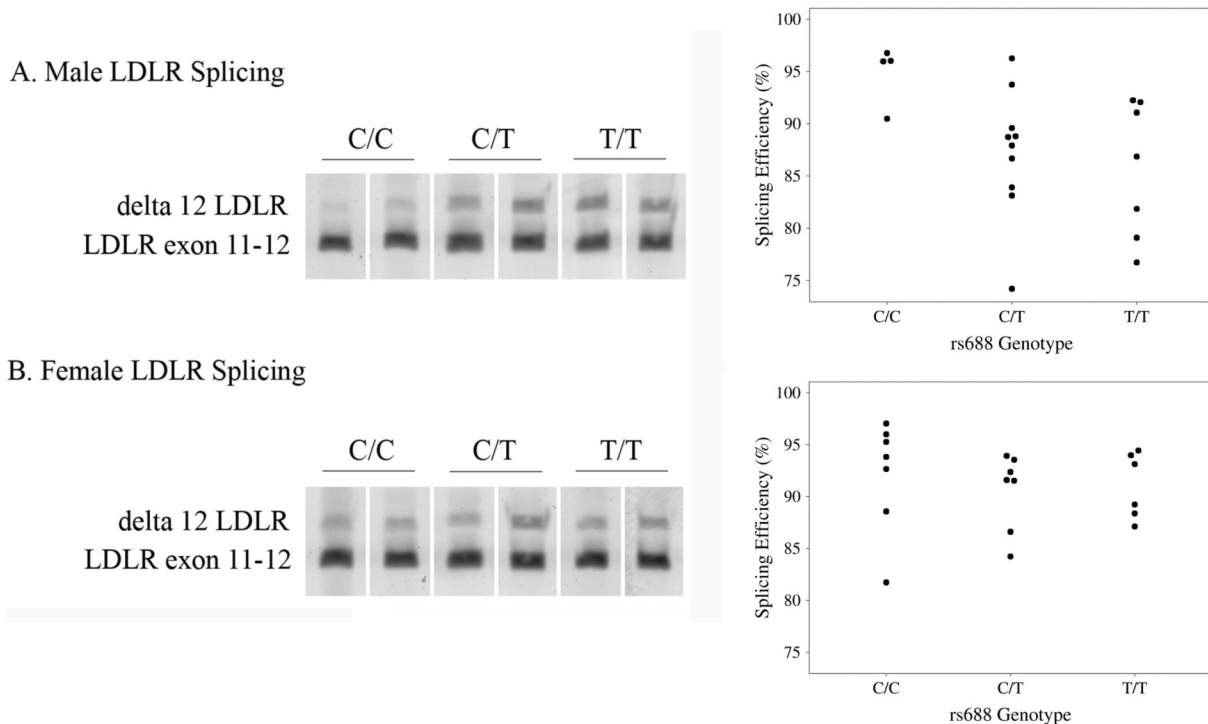 A. Male LDLR Splicing
C/C C/T T/T
delta 12 LDLR
LDLR exon 11-12
Splicing Efficiency (%)
100
95
90
85
80
75
C/C C/T T/T
rs688 Genotype
B. Female LDLR Splicing
C/C C/T T/T
delta 12 LDLR
LDLR exon 11-12
Splicing Efficiency (%)
100
95
90
85
80
75
C/C C/T T/T
rs688 Genotype